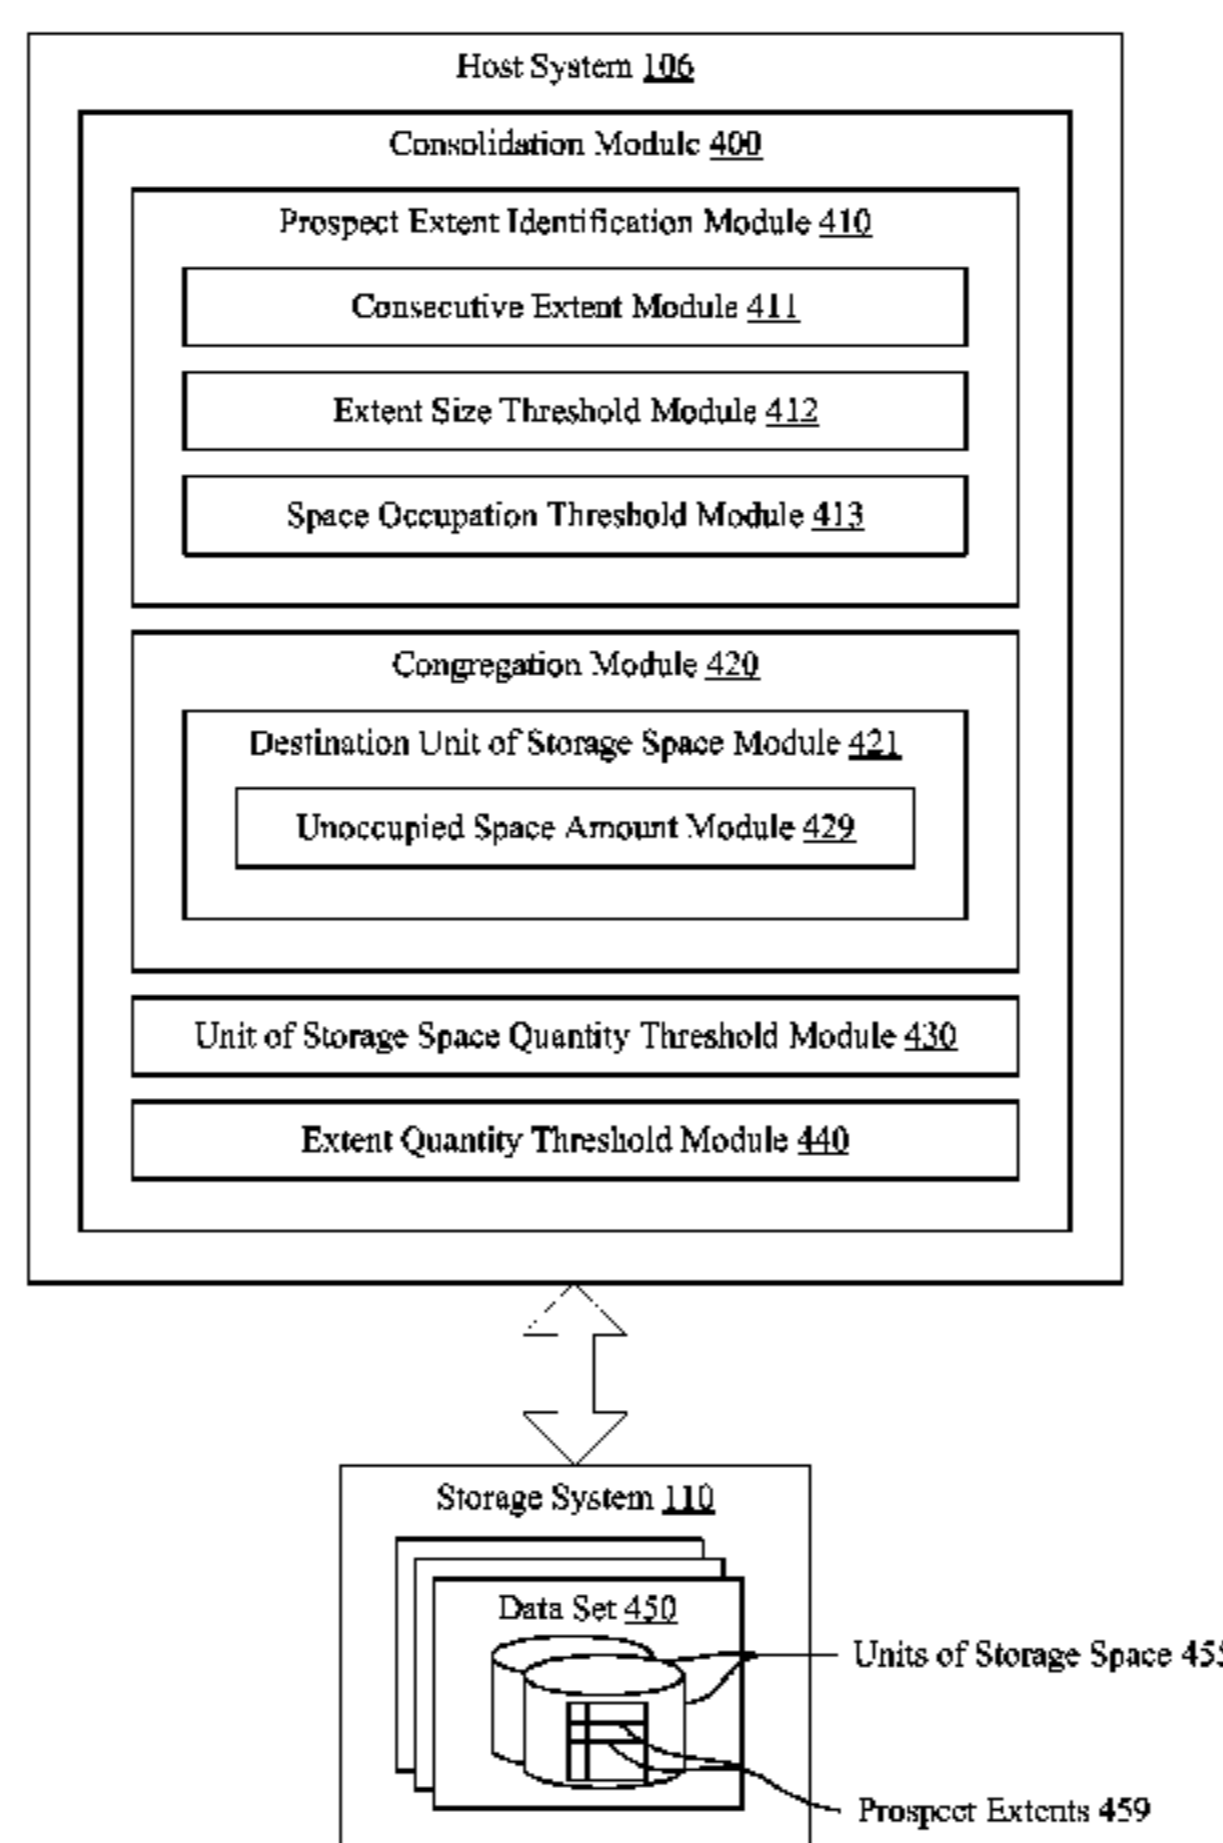 Host System 106
Consolidation Module 400
Prospect Extent Identification Module 410
Consecutive Extent Module 411
Extent Size Threshold Module 412
Space Occupation Threshold Module 413
Congregation Module 420
Destination Unit of Storage Space Module 421
Unoccupied Space Amount Module 429
Unit of Storage Space Quantity Threshold Module 430
Extent Quantity Threshold Module 440
Storage System 110
Data Set 450
Units of Storage Space 455
Prospect Extents 459